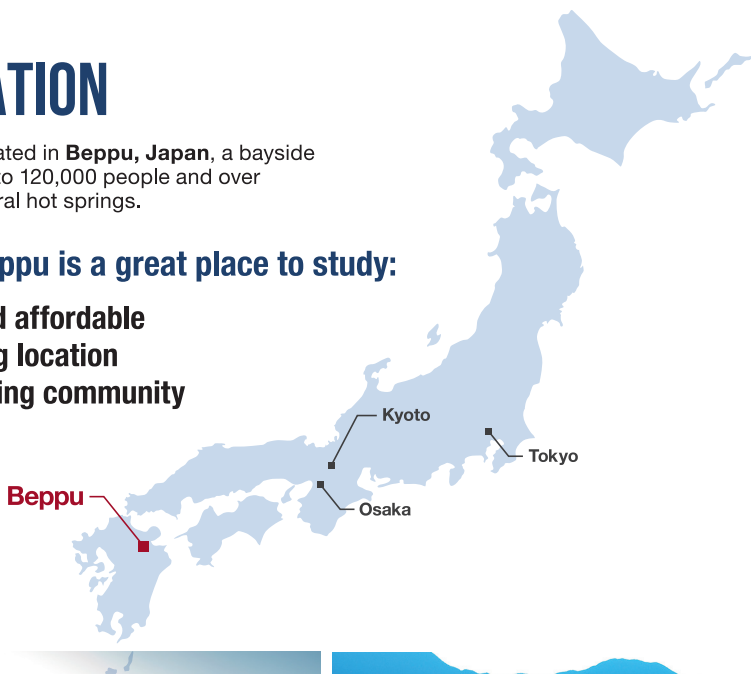 ATION
ated in Beppu, Japan, a bayside
to 120,000 people and over
ral hot springs.
ppu is a great place to study:
d affordable
g location
ing community
Kyoto
Tokyo
Beppu
Osaka